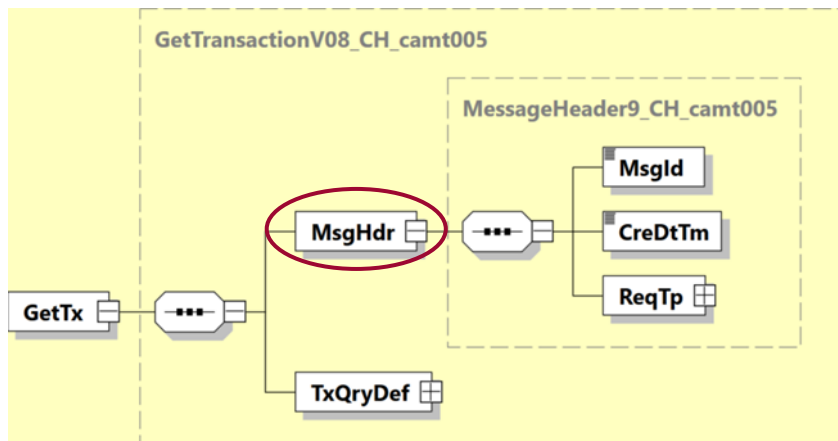 GetTransactionV08_CH_camt005
MessageHeader9_CH_camt005
MsgId
MsgHdr
CreDtTm
ReqTp
GetTx
TxQryDef